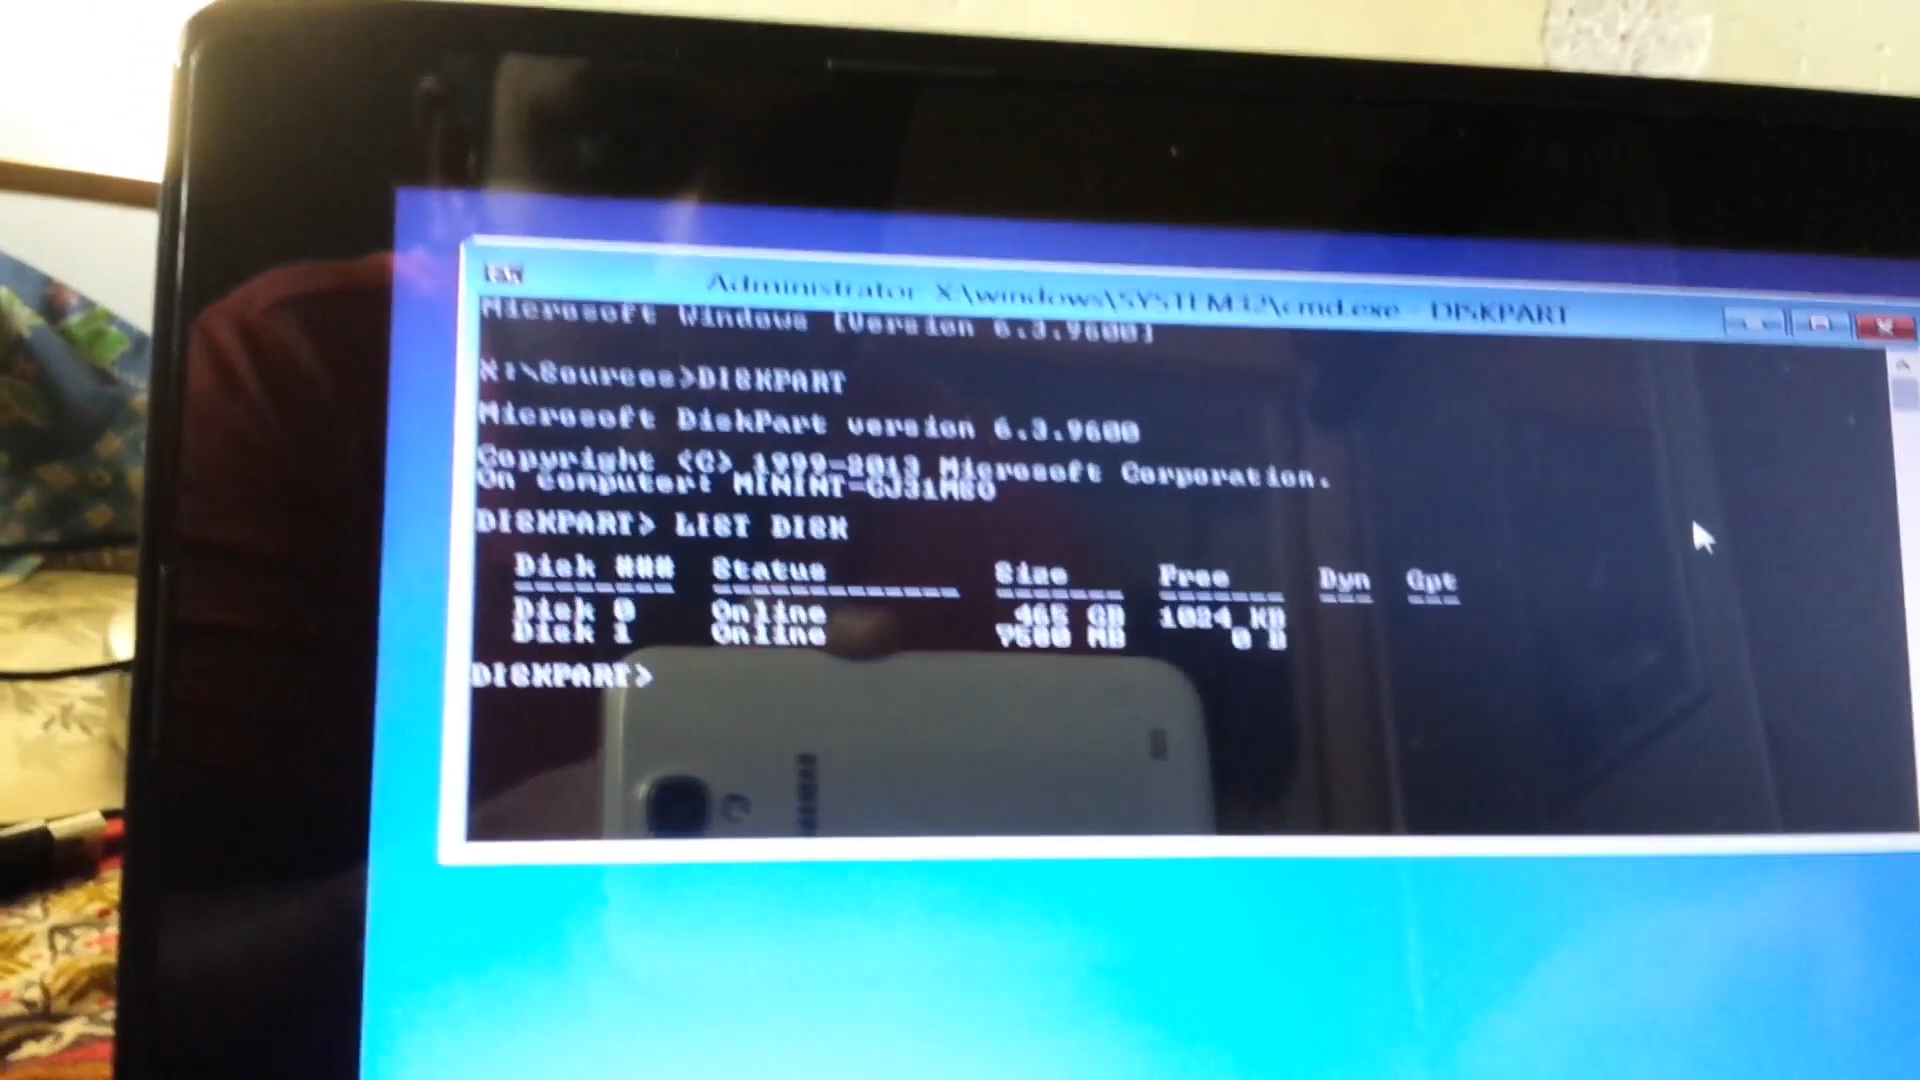 Administrator: X:\windows\SYSTEM32\cmd.exe - DISKPART
Microsoft Windows [Version 6.3.9600]
X:\Sources>DISKPART
Microsoft DiskPart version 6.3.9600
Copyright (C) 1999-2013 Microsoft Corporation.
On computer:
DISKPART> LIST DISK
Disk ### Status Size Free Dyn Gpt
-------- ------------- ------- ------- --- ---
Disk 0 Online 465 GB 1024 KB
Disk 1 Online MB 0 B
DISKPART>